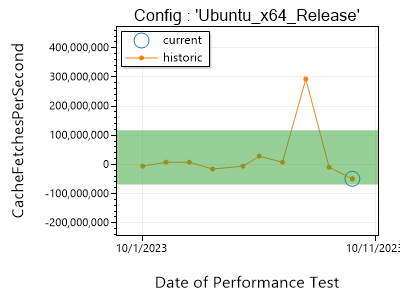 Config : 'Ubuntu_x64_Release'
current
historic
CacheFetchesPerSecond
400,000,000
300,000,000
200,000,000
100,000,000
0
-100,000,000
-200,000,000
10/1/2023
10/11/2023
Date of Performance Test